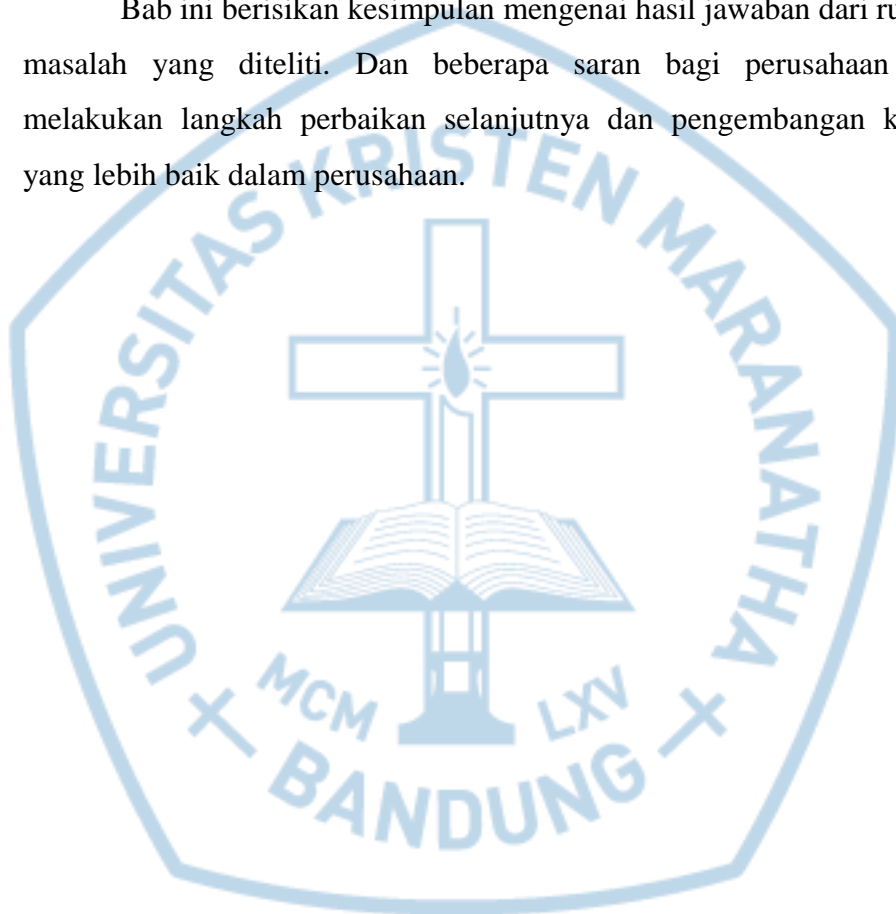 Bab ini berisikan kesimpulan mengenai hasil jawaban dari
masalah yang diteliti. Dan beberapa saran bagi perusahaan
melakukan langkah perbaikan selanjutnya dan pengembangan
yang lebih baik dalam perusahaan.
UNIVERSITAS KRISTEN MARANATHA
MCM LXV
BANDUNG